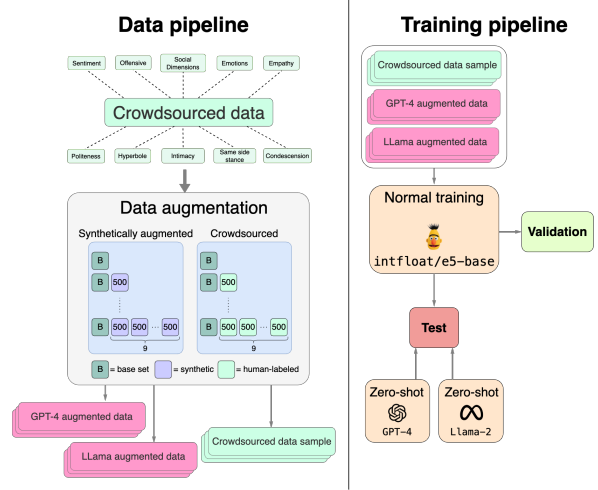 Data pipeline
Sentiment
Offensive
Social
Dimensions
Emotions
Empathy
Crowdsourced data
Politeness
Hyperbole
Intimacy
Same side
stance
Condescension
Data augmentation
Synthetically augmented
Crowdsourced
B
B
B 500
B 500
B 500 500 ... 500
B 500 500 ... 500
9
9
B = base set
= synthetic
= human-labeled
GPT-4 augmented data
LLama augmented data
Crowdsourced data sample
Training pipeline
Crowdsourced data sample
GPT-4 augmented data
LLama augmented data
Normal training
intfloat/e5-base
Validation
Test
Zero-shot
GPT-4
Zero-shot
Llama-2